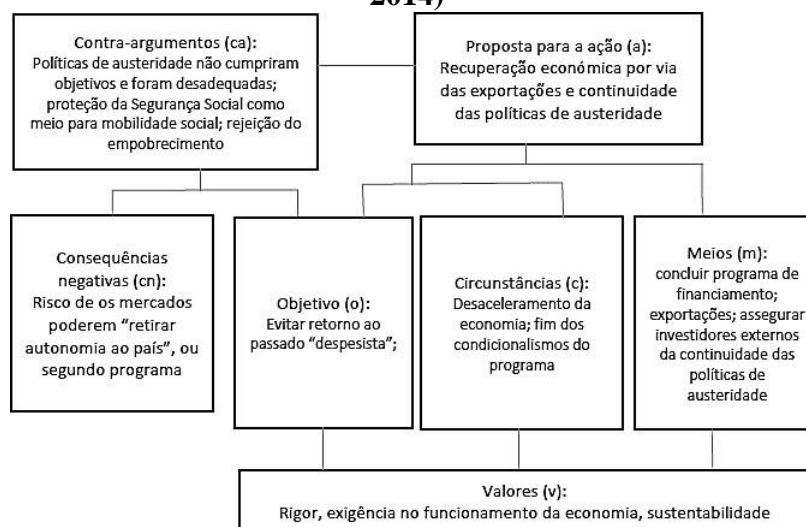 2014)
Contra-argumentos (ca):
Políticas de austeridade não cumpriram
objetivos e foram desadequadas;
proteção da Segurança Social como
meio para mobilidade social; rejeição do
empobrecimento
Proposta para a ação (a):
Recuperação económica por via
das exportações e continuidade
das políticas de austeridade
Consequências
negativas (cn):
Risco de os mercados
poderem “retirar
autonomia ao país”, ou
segundo programa
Objetivo (o):
Evitar retorno ao
passado “despesista”;
Circunstâncias (c):
Desaceleramento da
economia; fim dos
condicionalismos do
programa
Meios (m):
concluir programa de
financiamento;
exportações; assegurar
investidores externos
da continuidade das
políticas de
austeridade
Valores (v):
Rigor, exigência no funcionamento da economia, sustentabilidade